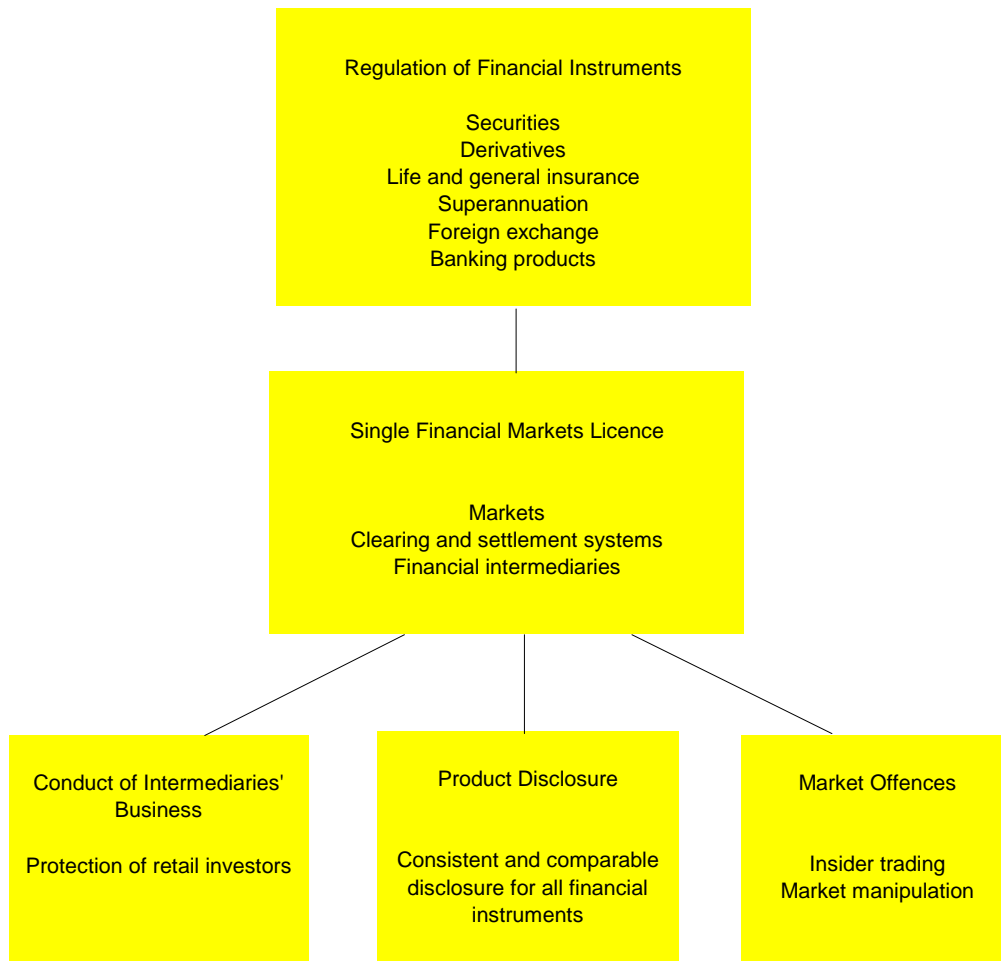 Regulation of Financial Instruments
Securities
Derivatives
Life and general insurance
Superannuation
Foreign exchange
Banking products
Single Financial Markets Licence
Markets
Clearing and settlement systems
Financial intermediaries
Conduct of Intermediaries'
Business
Protection of retail investors
Product Disclosure
Consistent and comparable
disclosure for all financial
instruments
Market Offences
Insider trading
Market manipulation